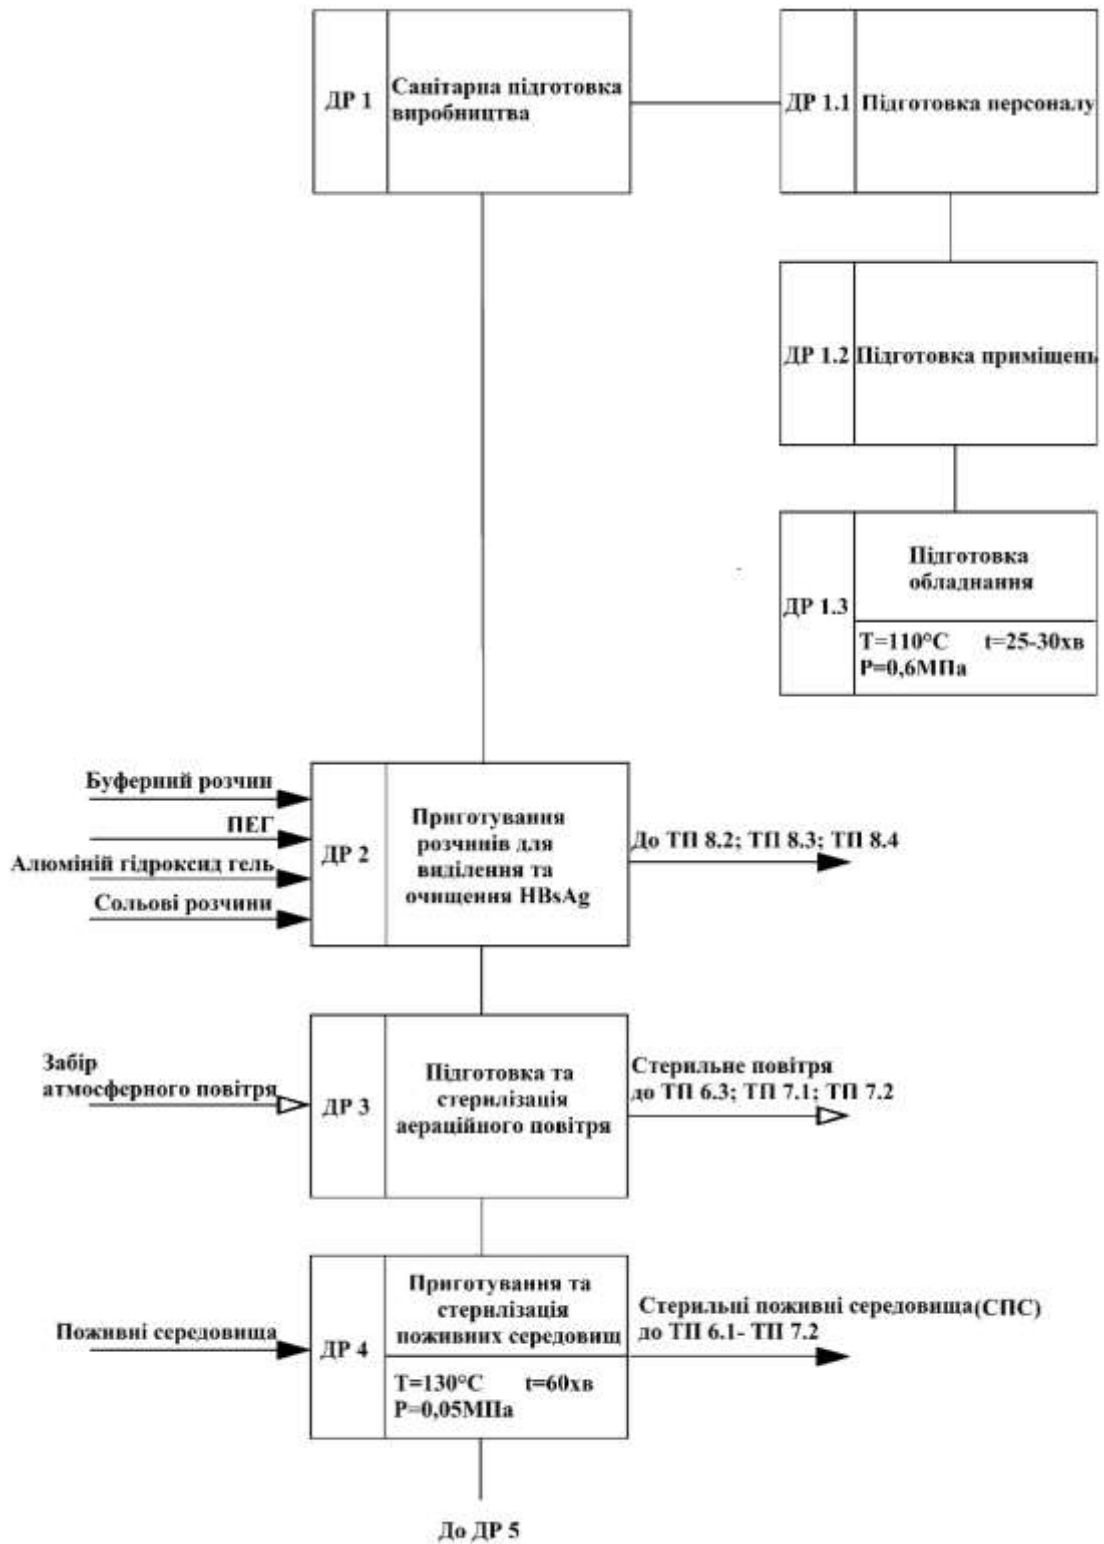 ДР 1
Санітарна підготовка
виробництва
ДР 1.1
Підготовка персоналу
ДР 1.2
Підготовка приміщень
ДР 1.3
Підготовка
обладнання
T=110°C t=25-30хв
P=0,6МПа
Буферний розчин
ПЕГ
Алюміній гідроксид гель
Сольові розчини
ДР 2
Приготування
розчинів для
виділення та
очищення HBsAg
До ТП 8.2; ТП 8.3; ТП 8.4
Забір
атмосферного повітря
ДР 3
Підготовка та
стерилізація
аераційного повітря
Стерильне повітря
до ТП 6.3; ТП 7.1; ТП 7.2
Поживні середовища
ДР 4
Приготування та
стерилізація
поживних середовищ
T=130°C t=60хв
P=0,05МПа
Стерильні поживні середовища(СПС)
до ТП 6.1- ТП 7.2
До ДР 5